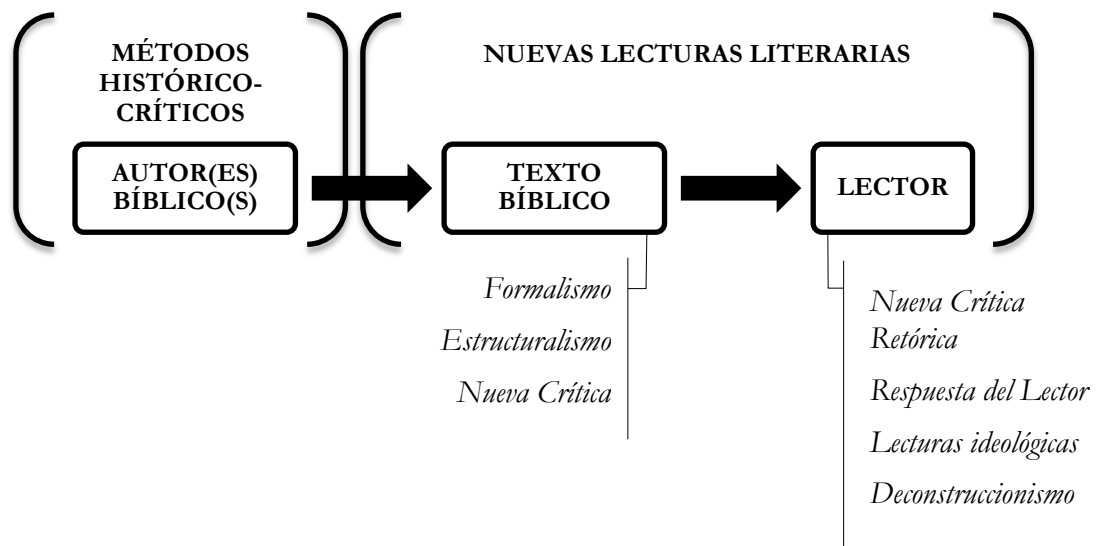 MÉTODOS
HISTÓRICO-
CRÍTICOS
AUTOR(ES)
BÍBLICO(S)
NUEVAS LECTURAS LITERARIAS
TEXTO
BÍBLICO
LECTOR
Formalismo
Estructuralismo
Nueva Crítica
Nueva Crítica
Retórica
Respuesta del Lector
Lecturas ideológicas
Deconstruccionismo